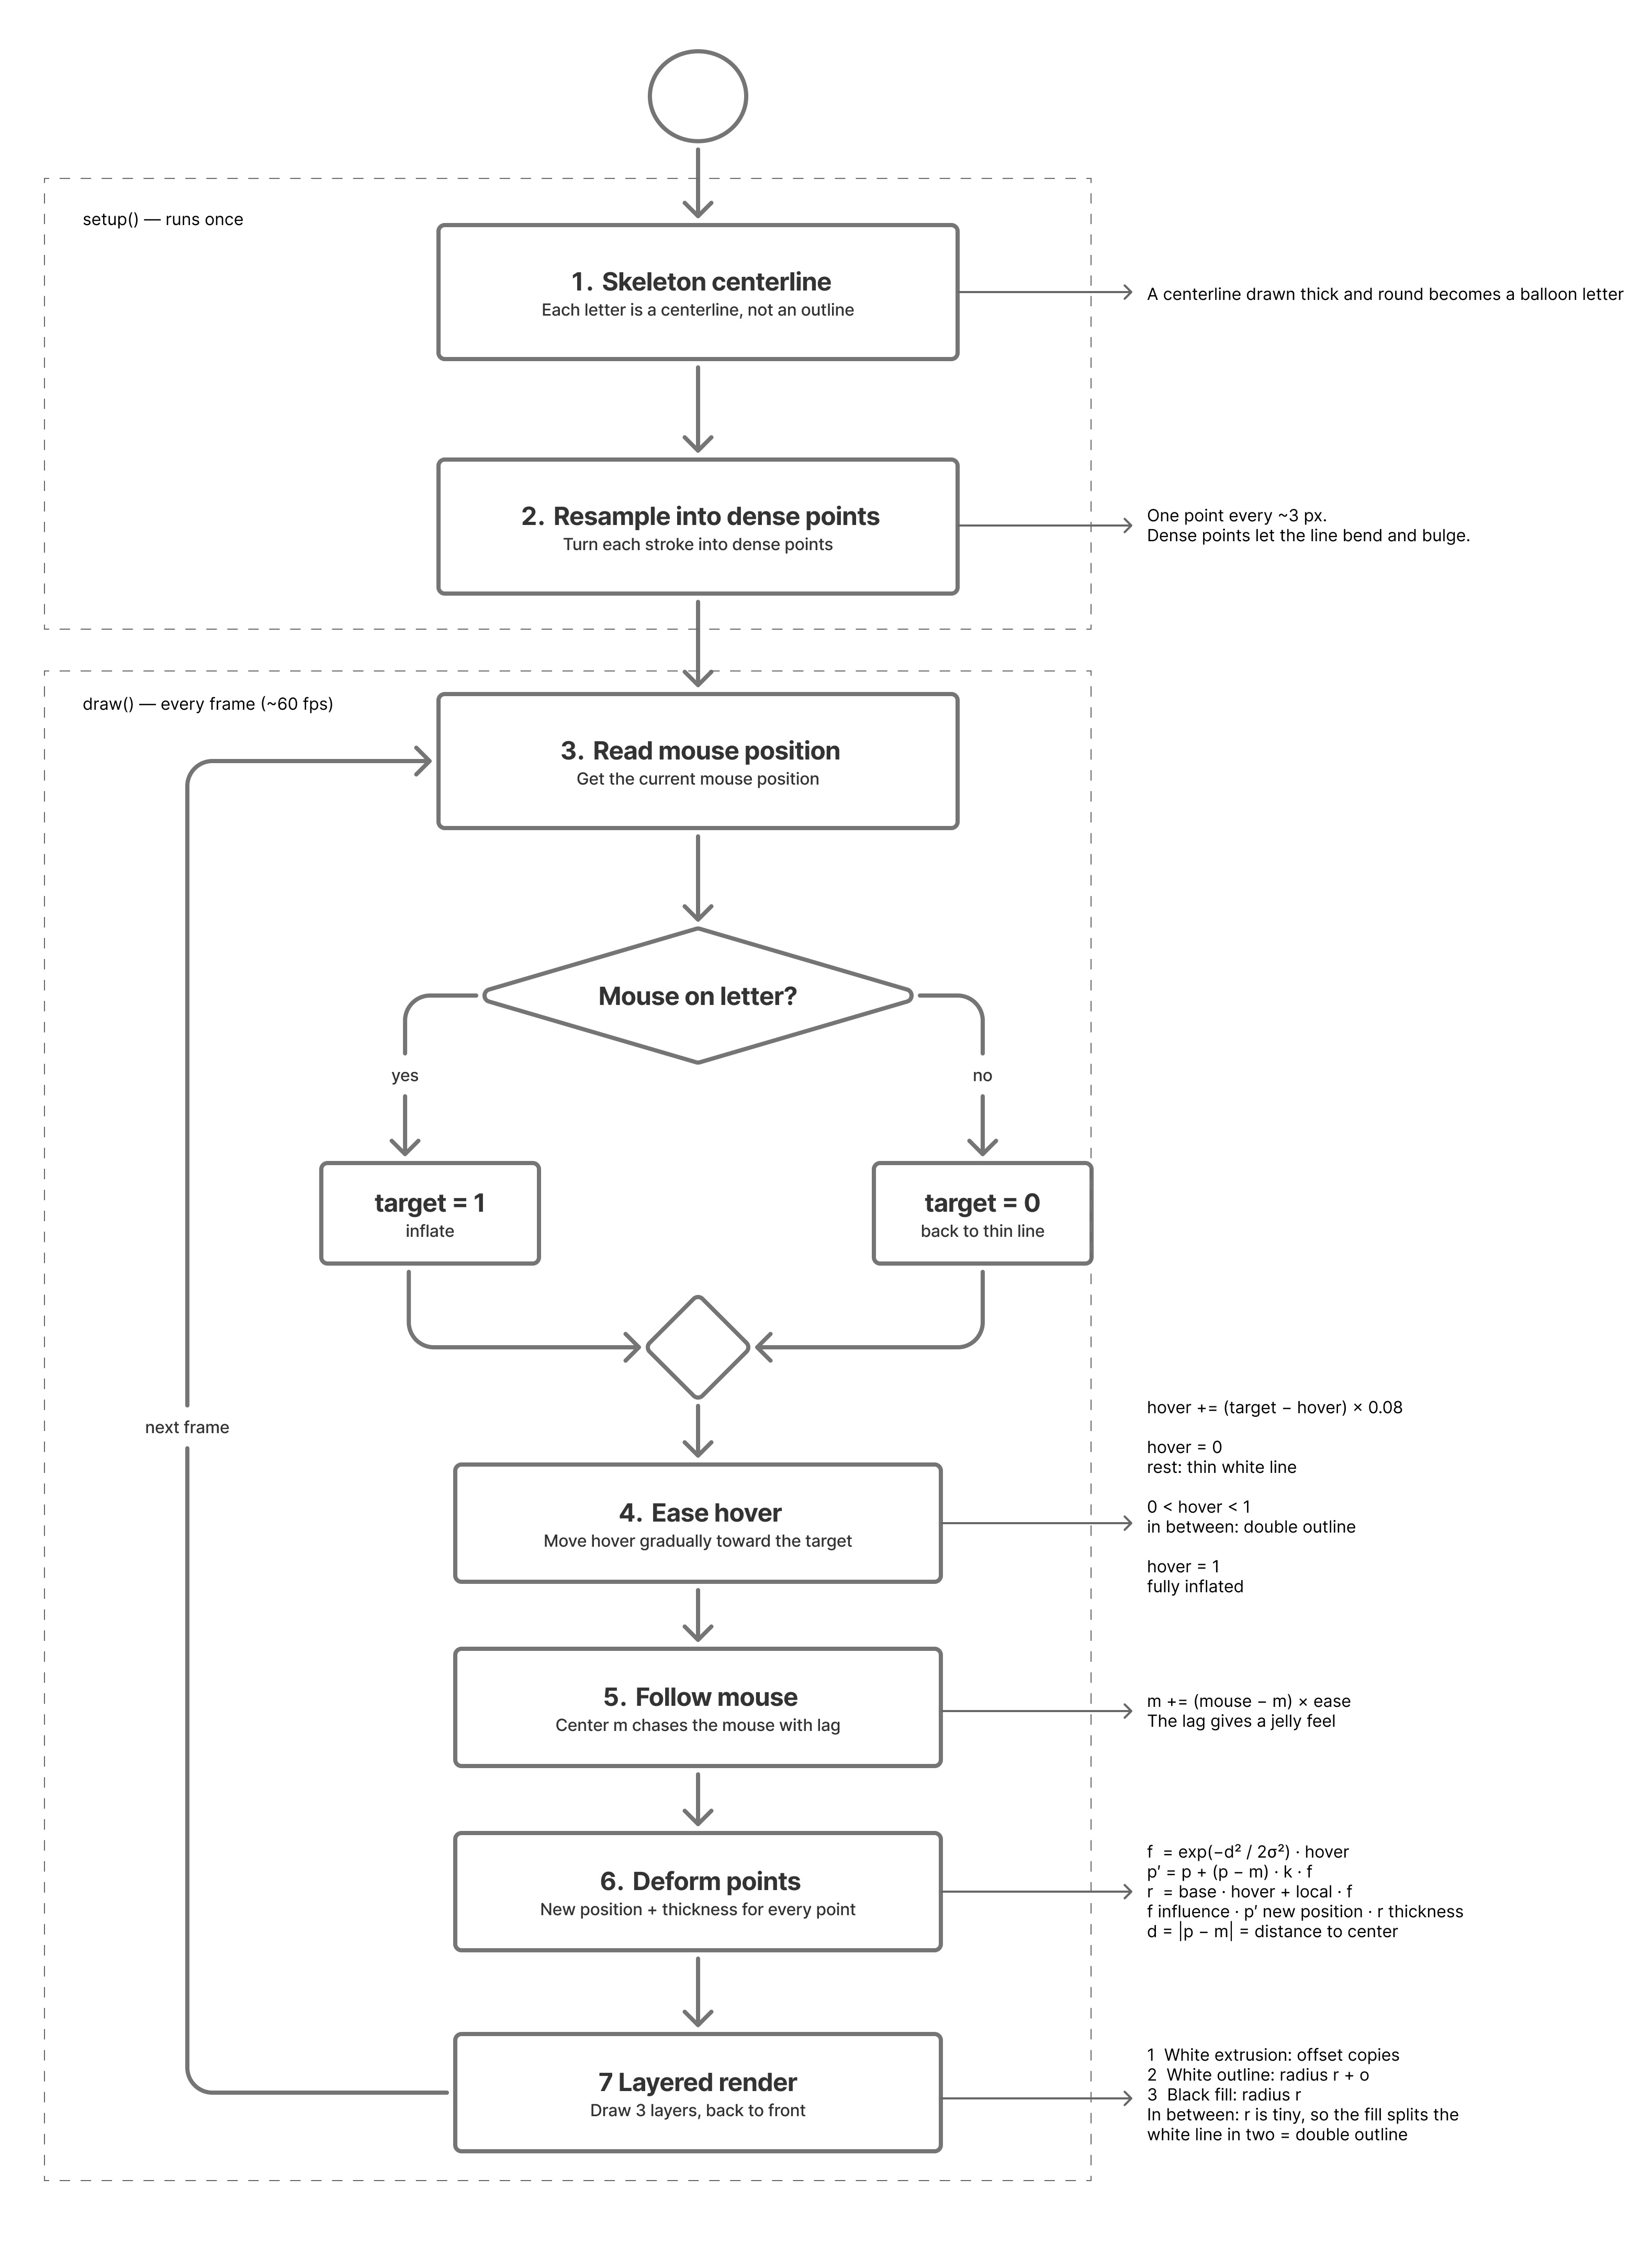 setup() — runs once
1. Skeleton centerline
Each letter is a centerline, not an outline
A centerline drawn thick and round becomes a balloon letter
2. Resample into dense points
Turn each stroke into dense points
One point every ~3 px.
Dense points let the line bend and bulge.
draw() — every frame (~60 fps)
3. Read mouse position
Get the current mouse position
Mouse on letter?
yes
no
target = 1
inflate
target = 0
back to thin line
next frame
4. Ease hover
Move hover gradually toward the target
hover += (target − hover) × 0.08
hover = 0
rest: thin white line
0 < hover < 1
in between: double outline
hover = 1
fully inflated
5. Follow mouse
Center m chases the mouse with lag
m += (mouse − m) × ease
The lag gives a jelly feel
6. Deform points
New position + thickness for every point
f = exp(−d² / 2σ²) · hover
p′ = p + (p − m) · k · f
r = base · hover + local · f
f influence · p′ new position · r thickness
d = |p − m| = distance to center
7 Layered render
Draw 3 layers, back to front
1 White extrusion: offset copies
2 White outline: radius r + o
3 Black fill: radius r
In between: r is tiny, so the fill splits the
white line in two = double outline